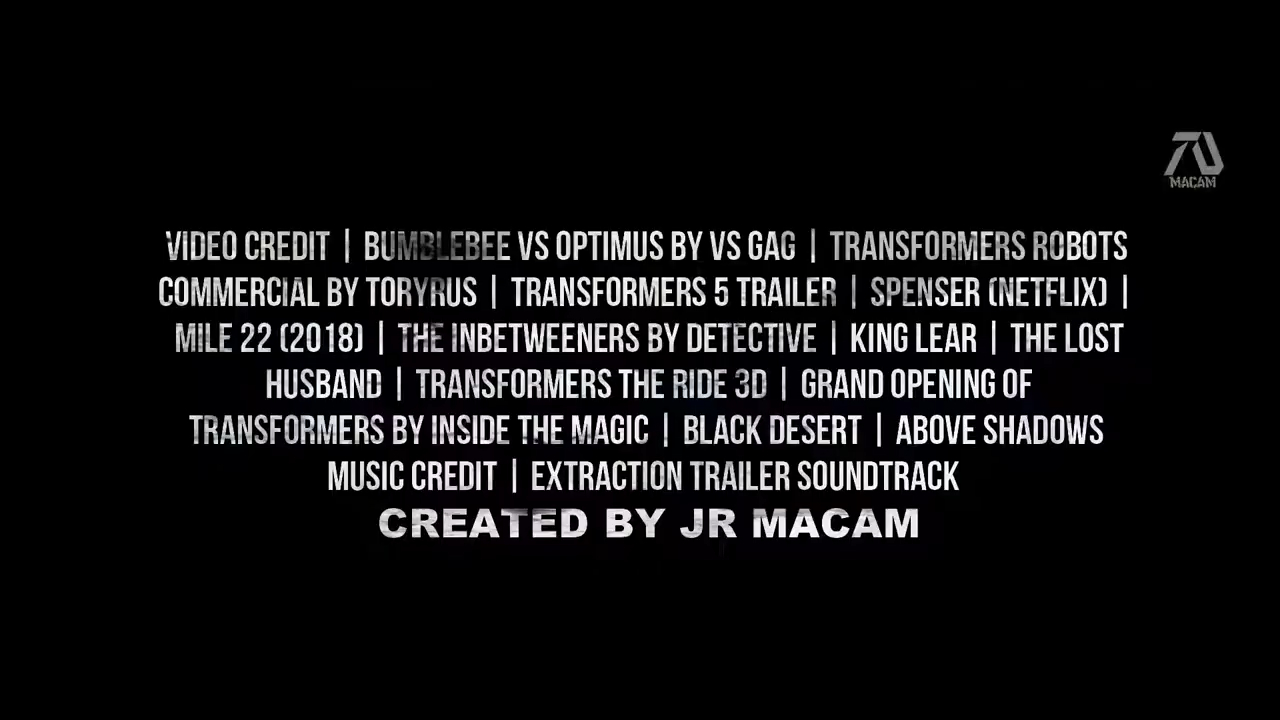 MACAM
VIDEO CREDIT | BUMBLEBEE VS OPTIMUS BY VS GAG | TRANSFORMERS ROBOTS
COMMERCIAL BY TORYRUS | TRANSFORMERS 5 TRAILER | SPENSER (NETFLIX) |
MILE 22 (2018) | THE INBETWEENERS BY DETECTIVE | KING LEAR | THE LOST
HUSBAND | TRANSFORMERS THE RIDE 3D | GRAND OPENING OF
TRANSFORMERS BY INSIDE THE MAGIC | BLACK DESERT | ABOVE SHADOWS
MUSIC CREDIT | EXTRACTION TRAILER SOUNDTRACK
CREATED BY JR MACAM